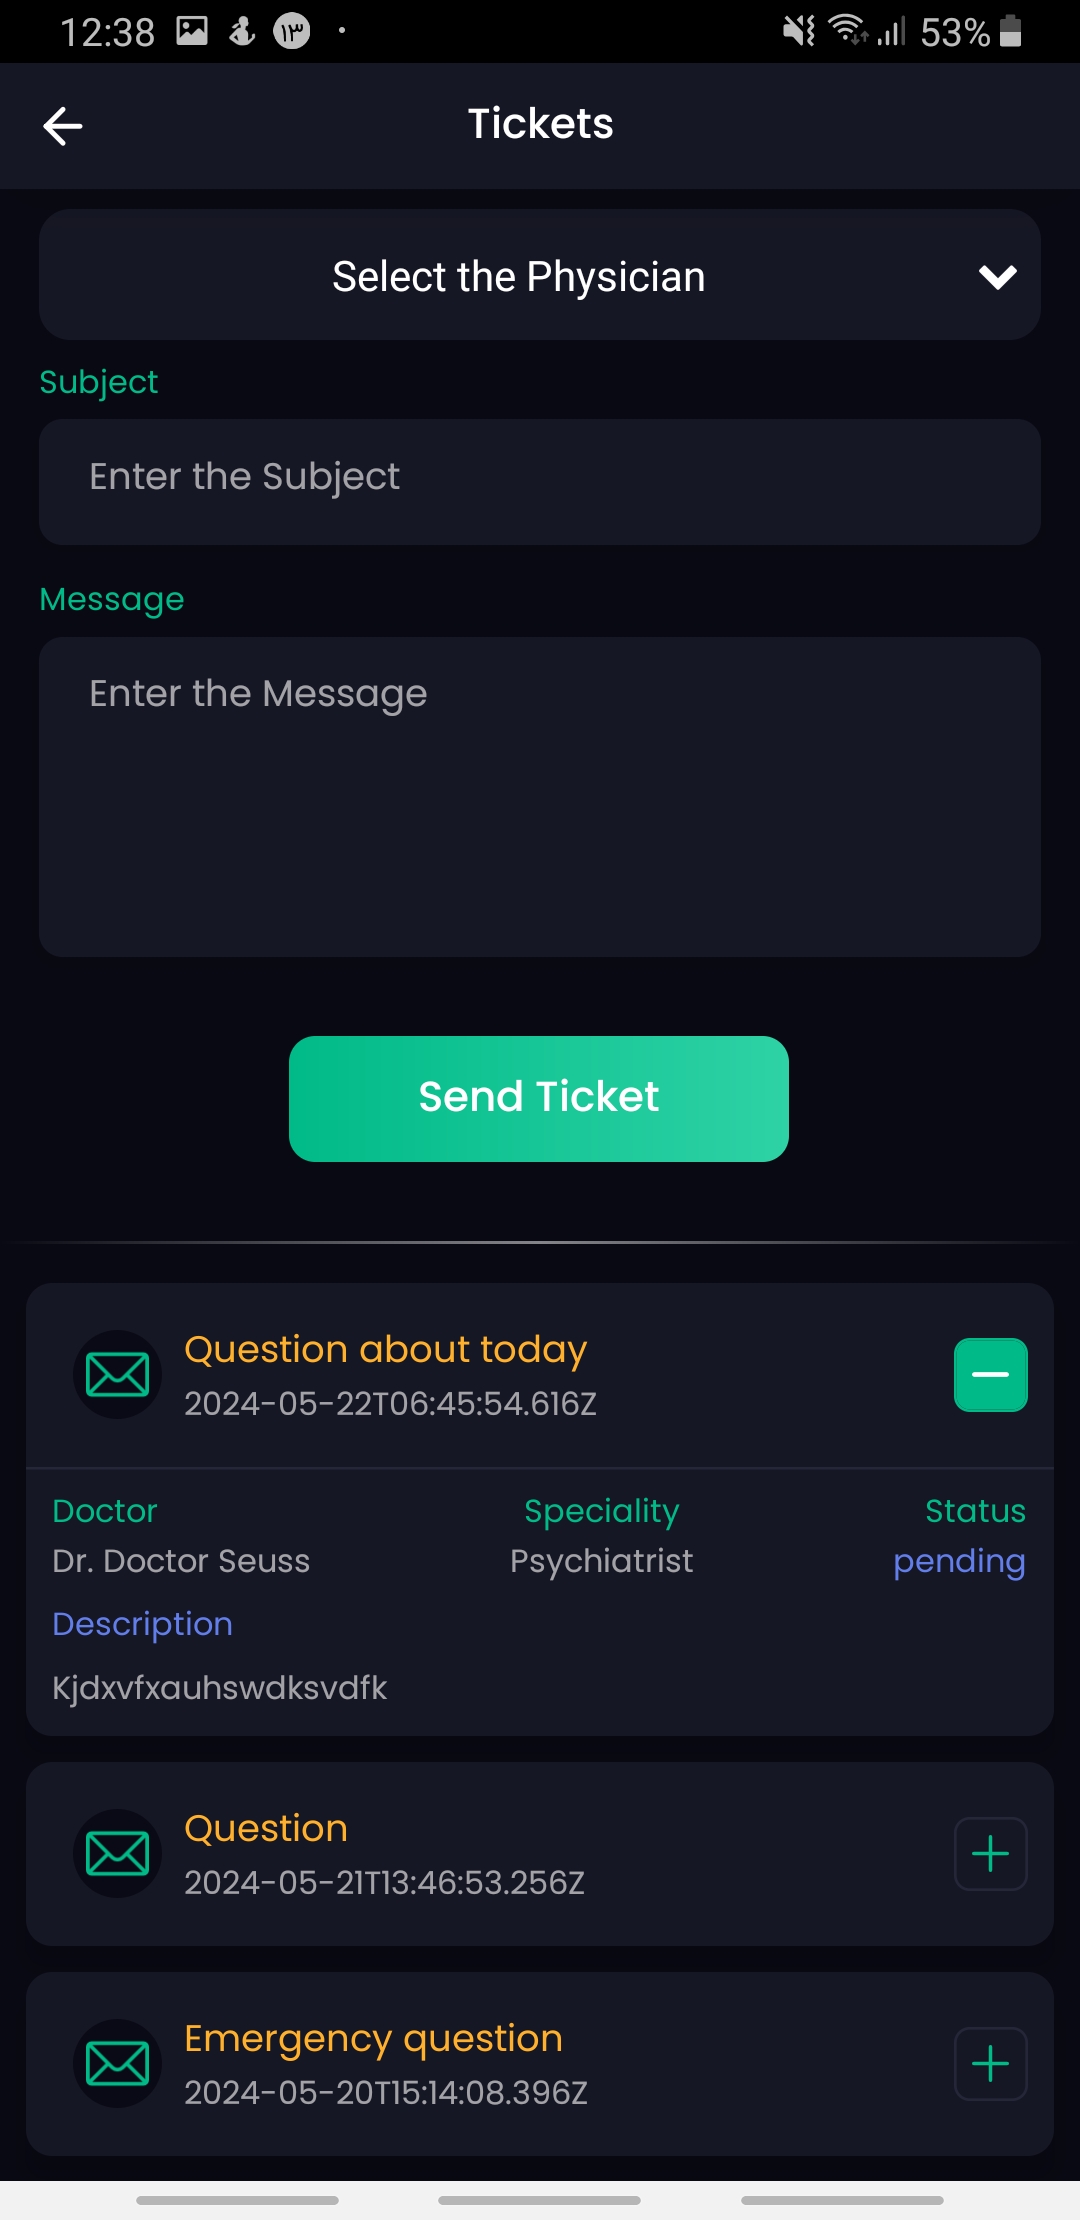 12:38 ١٣ 53%
Tickets
Select the Physician
Subject
Enter the Subject
Message
Enter the Message
Send Ticket
Question about today
2024-05-22T06:45:54.616Z
Doctor Speciality Status
Dr. Doctor Seuss Psychiatrist pending
Description
Kjdxvfxauhswdksvdfk
Question
2024-05-21T13:46:53.256Z
Emergency question
2024-05-20T15:14:08.396Z